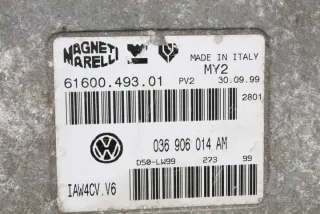 MAGNETI
MARELLI
MADE IN ITALY
MY2
61600.493.01 PV2 30.09.99
2801
036 906 014 AM
D50-LW99 273 99
IAW4CV.V6